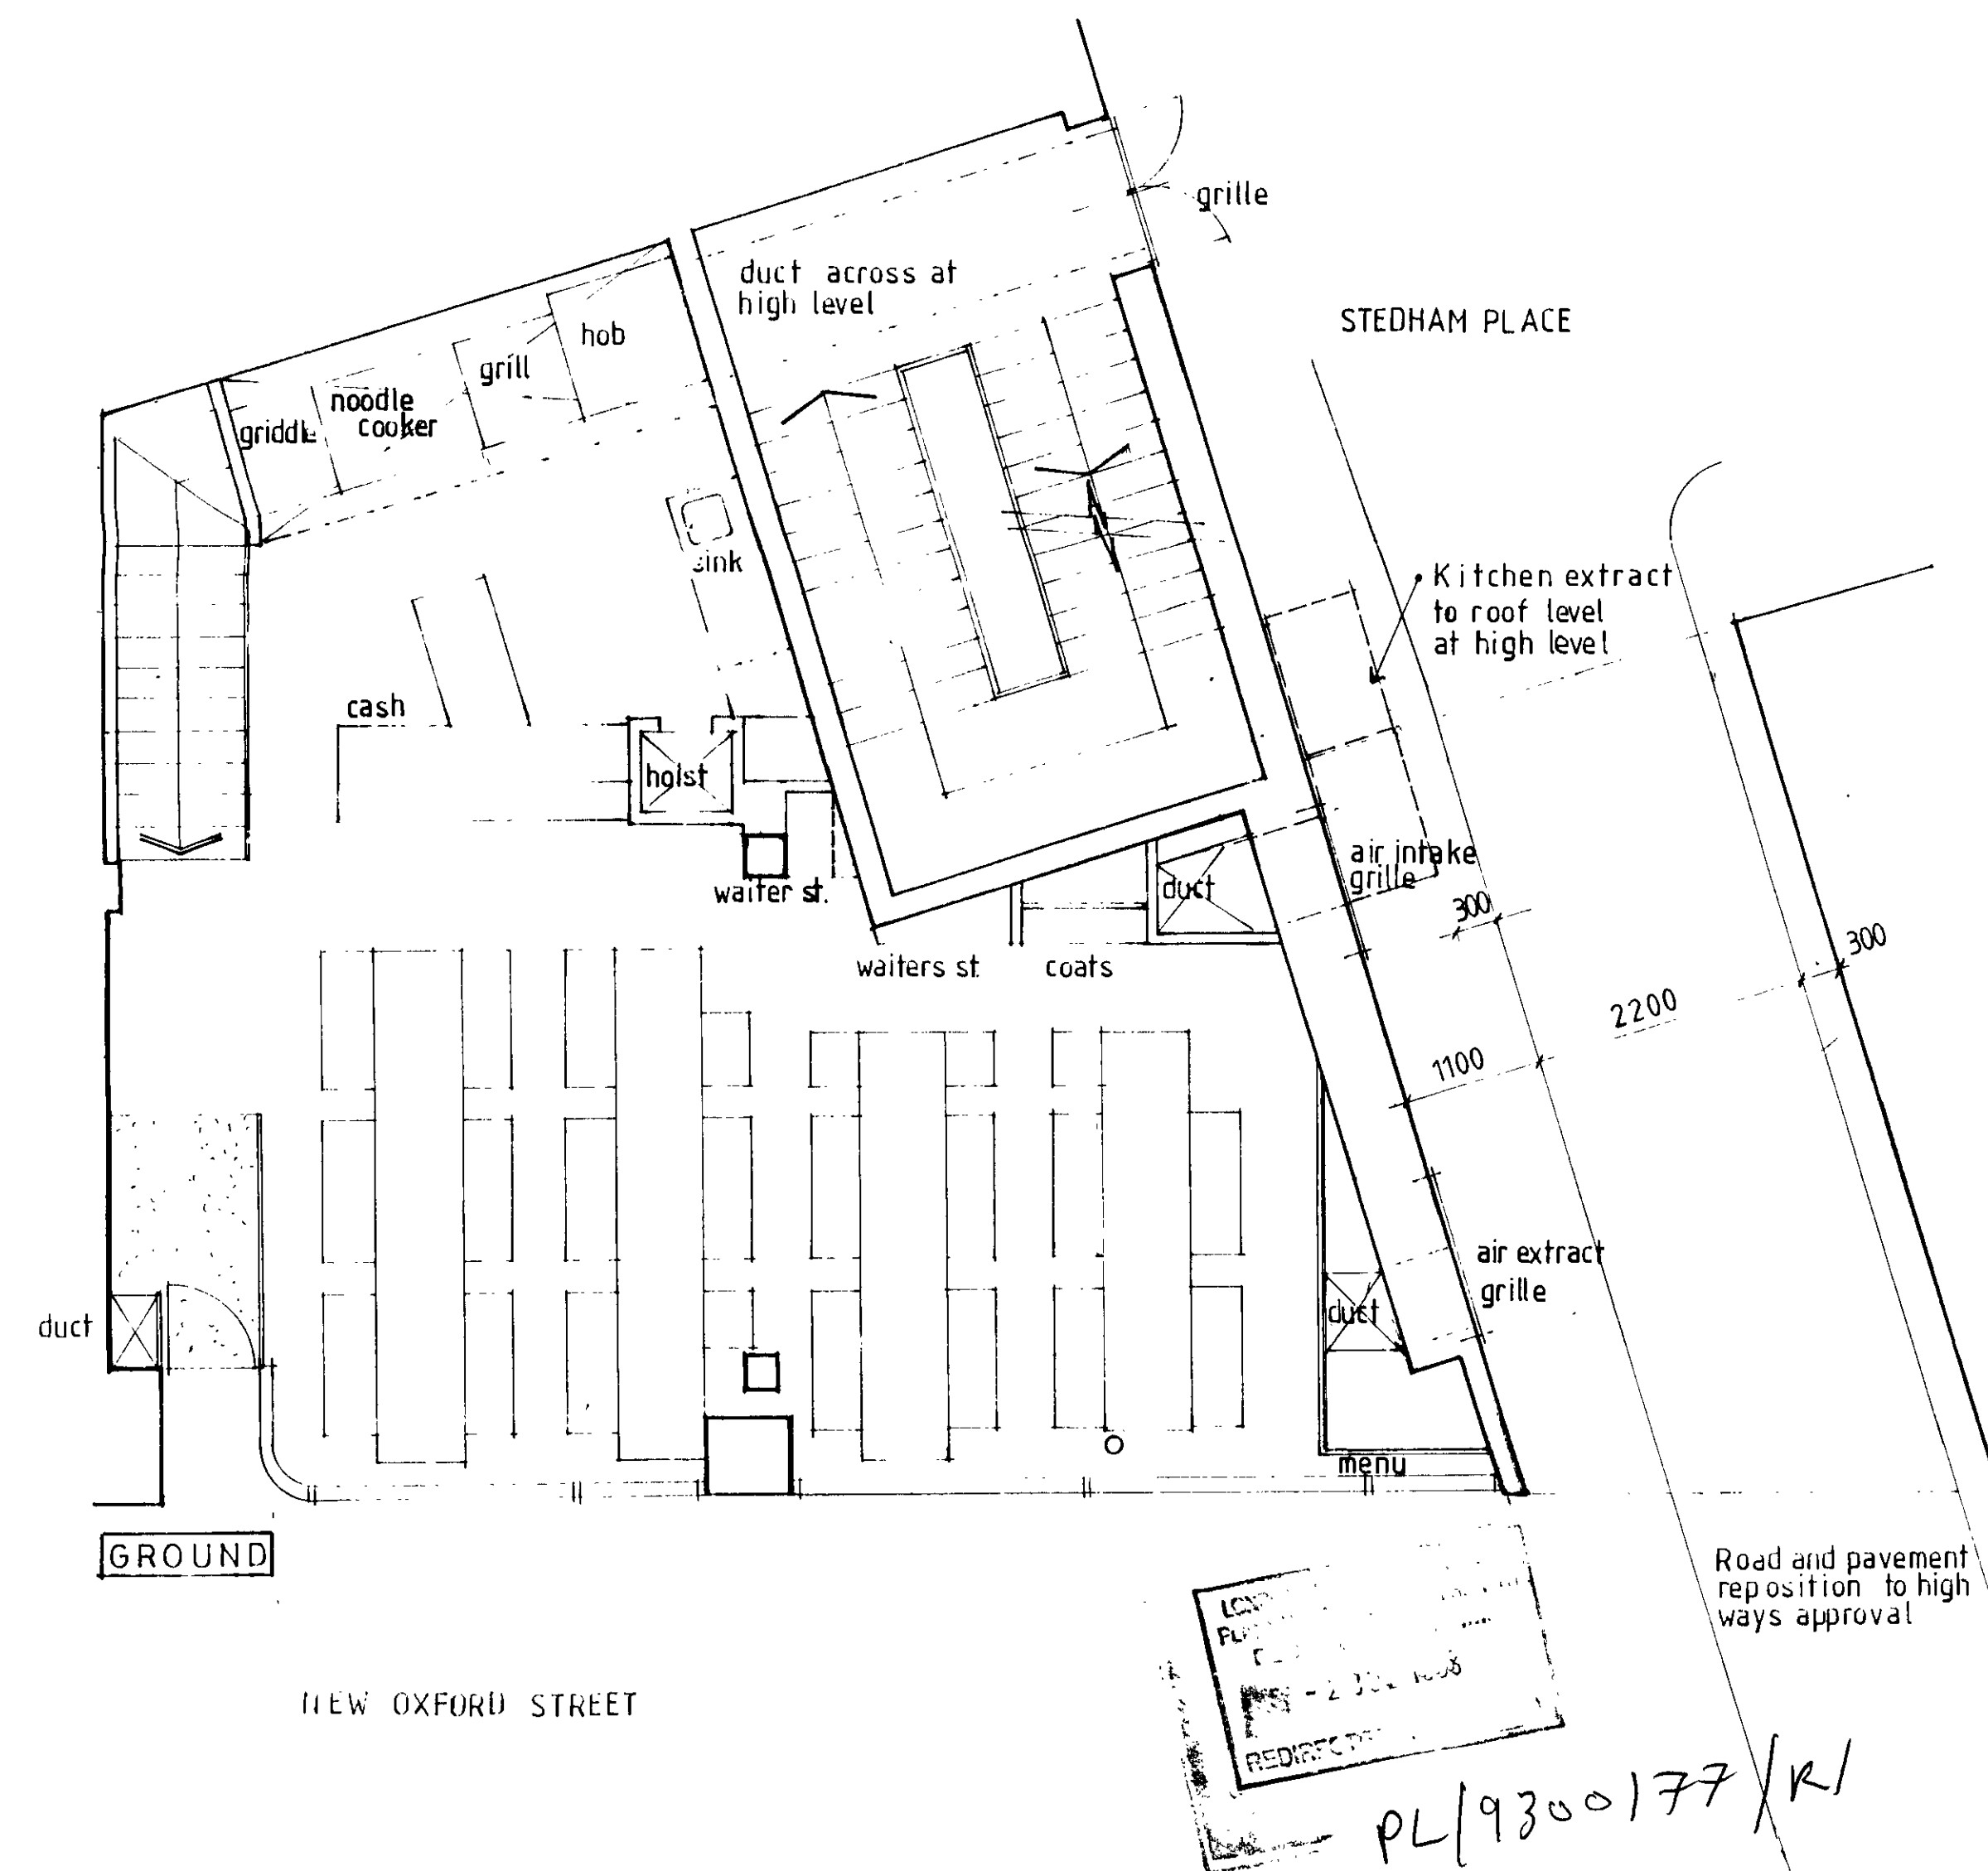 grille
duct across at
high level
STEDHAM PLACE
hob
grill
noodle
cooker
griddle
sink
Kitchen extract
to roof level
at high level
cash
hoist
air intake
grille
duct
waiter st.
300
300
waiters st.
coats
2200
1100
air extract
grille
duct
duct
menu
GROUND
Road and pavement
reposition to high
ways approval
NEW OXFORD STREET
PL/9300177/R1